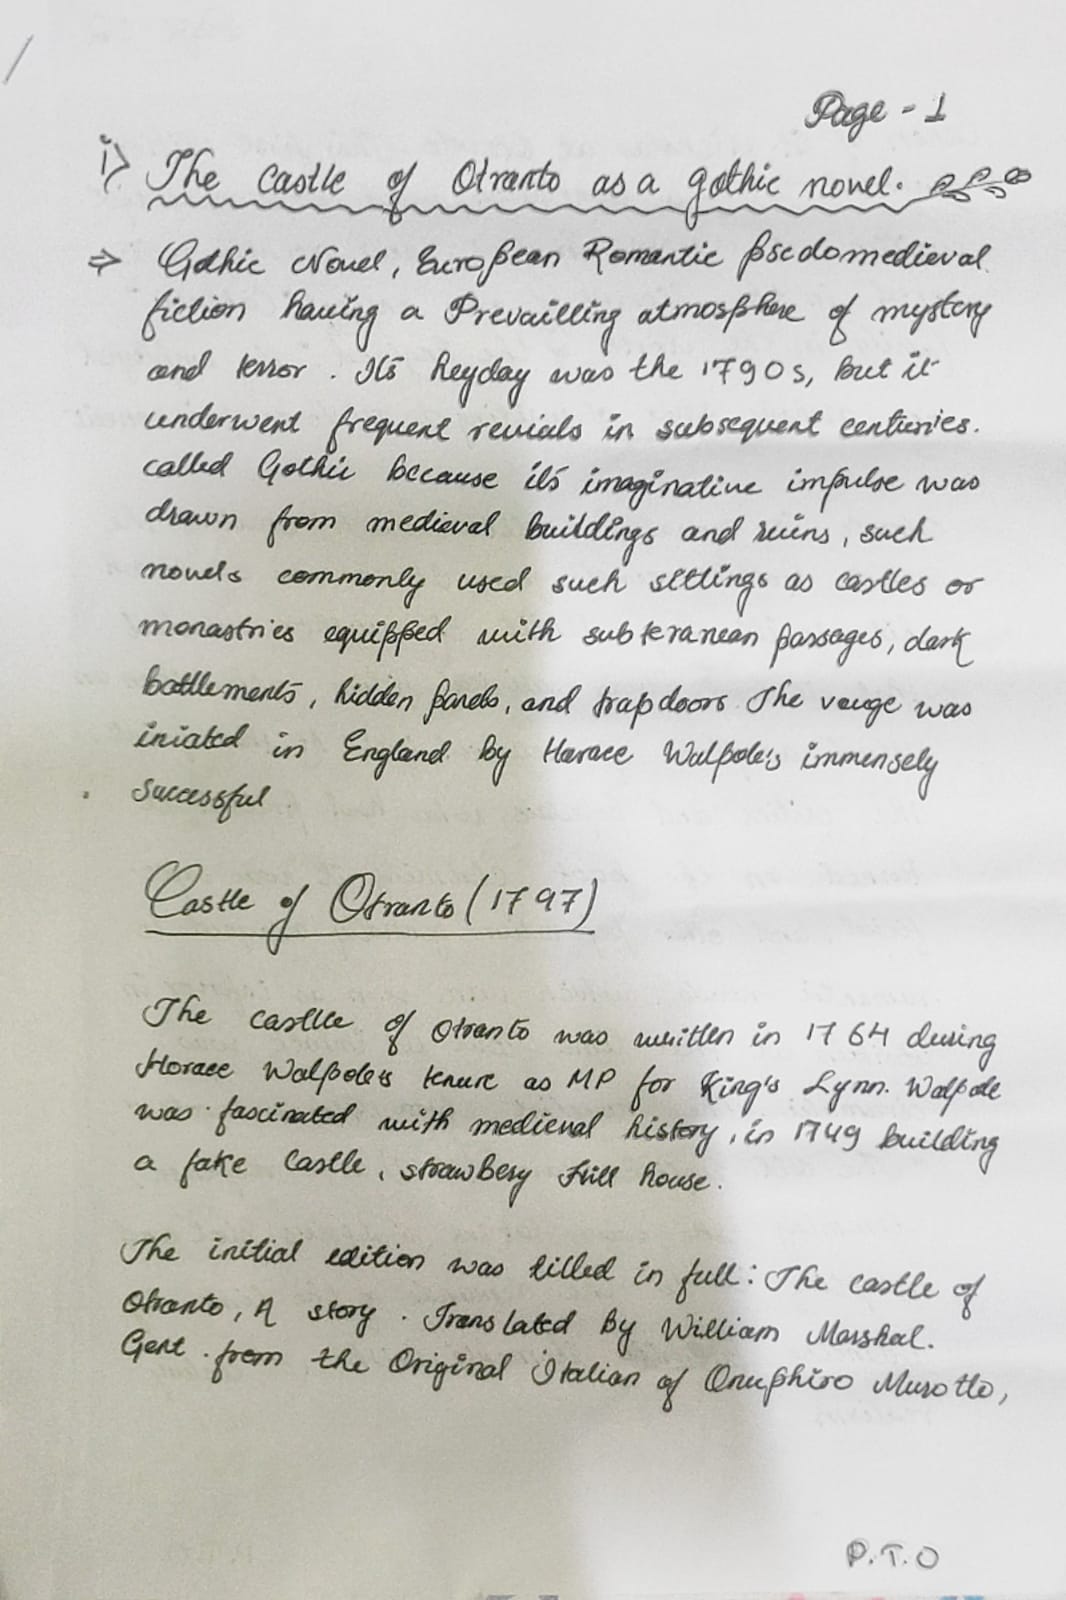 Page - 1
i) The Castle of Otranto as a gothic novel.
⇒ Gothic Novel, European Romantic psedomedieval
fiction having a Prevailling atmosphere of mystery
and terror. Its heyday was the 1790s, but it
underwent frequent revials in subsequent centuries.
called Gothic because its imaginative impulse was
drawn from medieval buildings and ruins, such
novels commonly used such settings as castles or
monastries equipped with subteranean passages, dark
battlements, hidden panels, and trapdoors The vouge was
iniated in England by Horace Walpole's immensely
successful
Castle of Otranto (1797)
The castle of Otranto was written in 1764 during
Horace Walpole's tenure as MP for King's Lynn. Walpole
was fascinated with medieval history, in 1749 building
a fake Castle, strawbery Hill house.
The initial edition was tilled in full: The castle of
Otranto, A story. Translated by William Marshal.
Gent. from the Original Italian of Onuphiro Muratto,
P.T.O